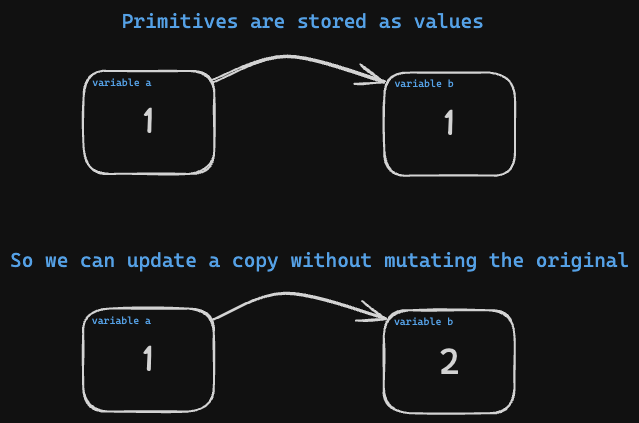 Primitives are stored as values
variable a
variable b
1
1
So we can update a copy without mutating the original
variable a
variable b
1
2